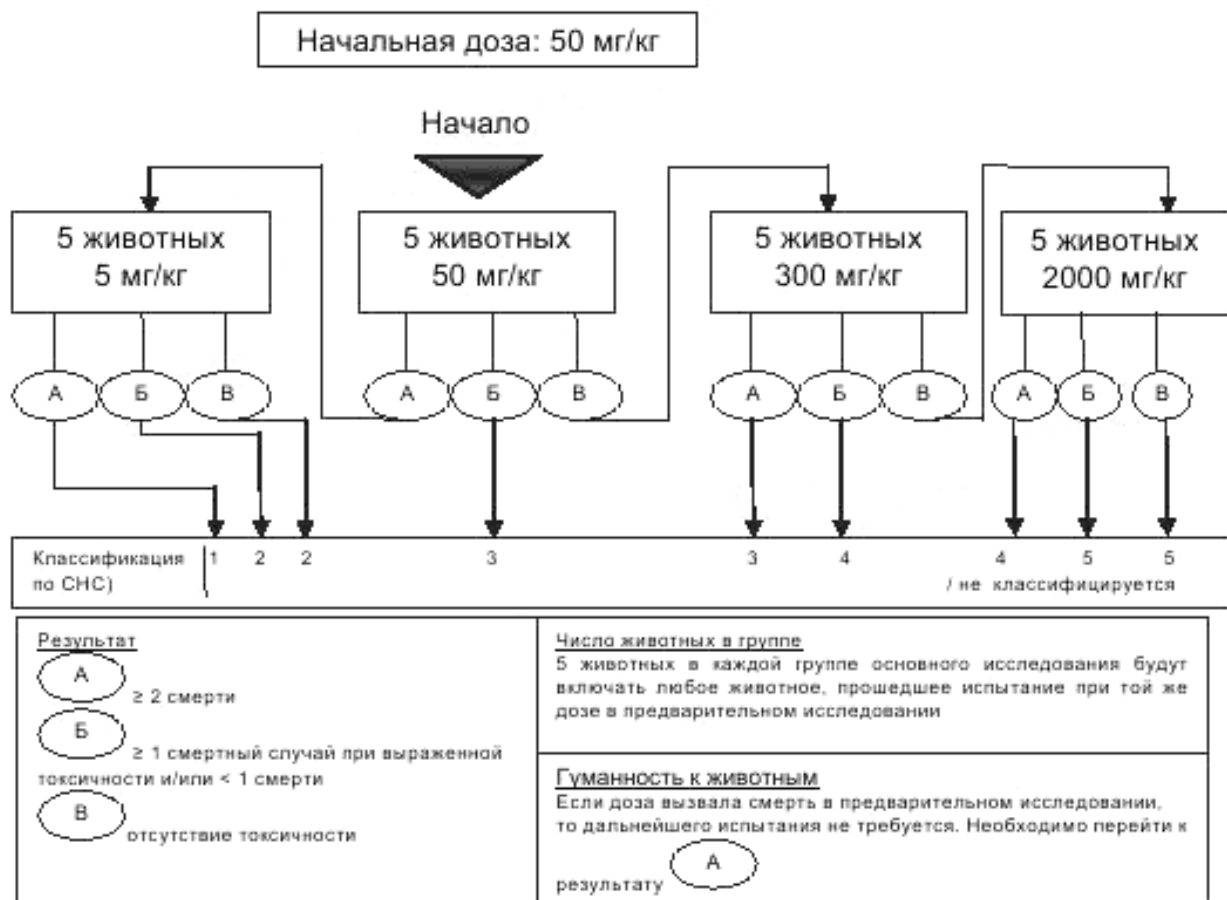 Начальная доза: 50 мг/кг
Начало
5 животных
5 мг/кг
5 животных
50 мг/кг
5 животных
300 мг/кг
5 животных
2000 мг/кг
А Б В А Б В А Б В А Б В
Классификация
по СНС)
1 2 2 3 3 4 4 5 5
/ не классифицируется
Результат
А
≥ 2 смерти
Б
≥ 1 смертный случай при выраженной
токсичности и/или < 1 смерти
В
отсутствие токсичности
Число животных в группе
5 животных в каждой группе основного исследования будут
включать любое животное, прошедшее испытание при той же
дозе в предварительном исследовании
Гуманность к животным
Если доза вызвала смерть в предварительном исследовании,
то дальнейшего испытания не требуется. Необходимо перейти к
результату А